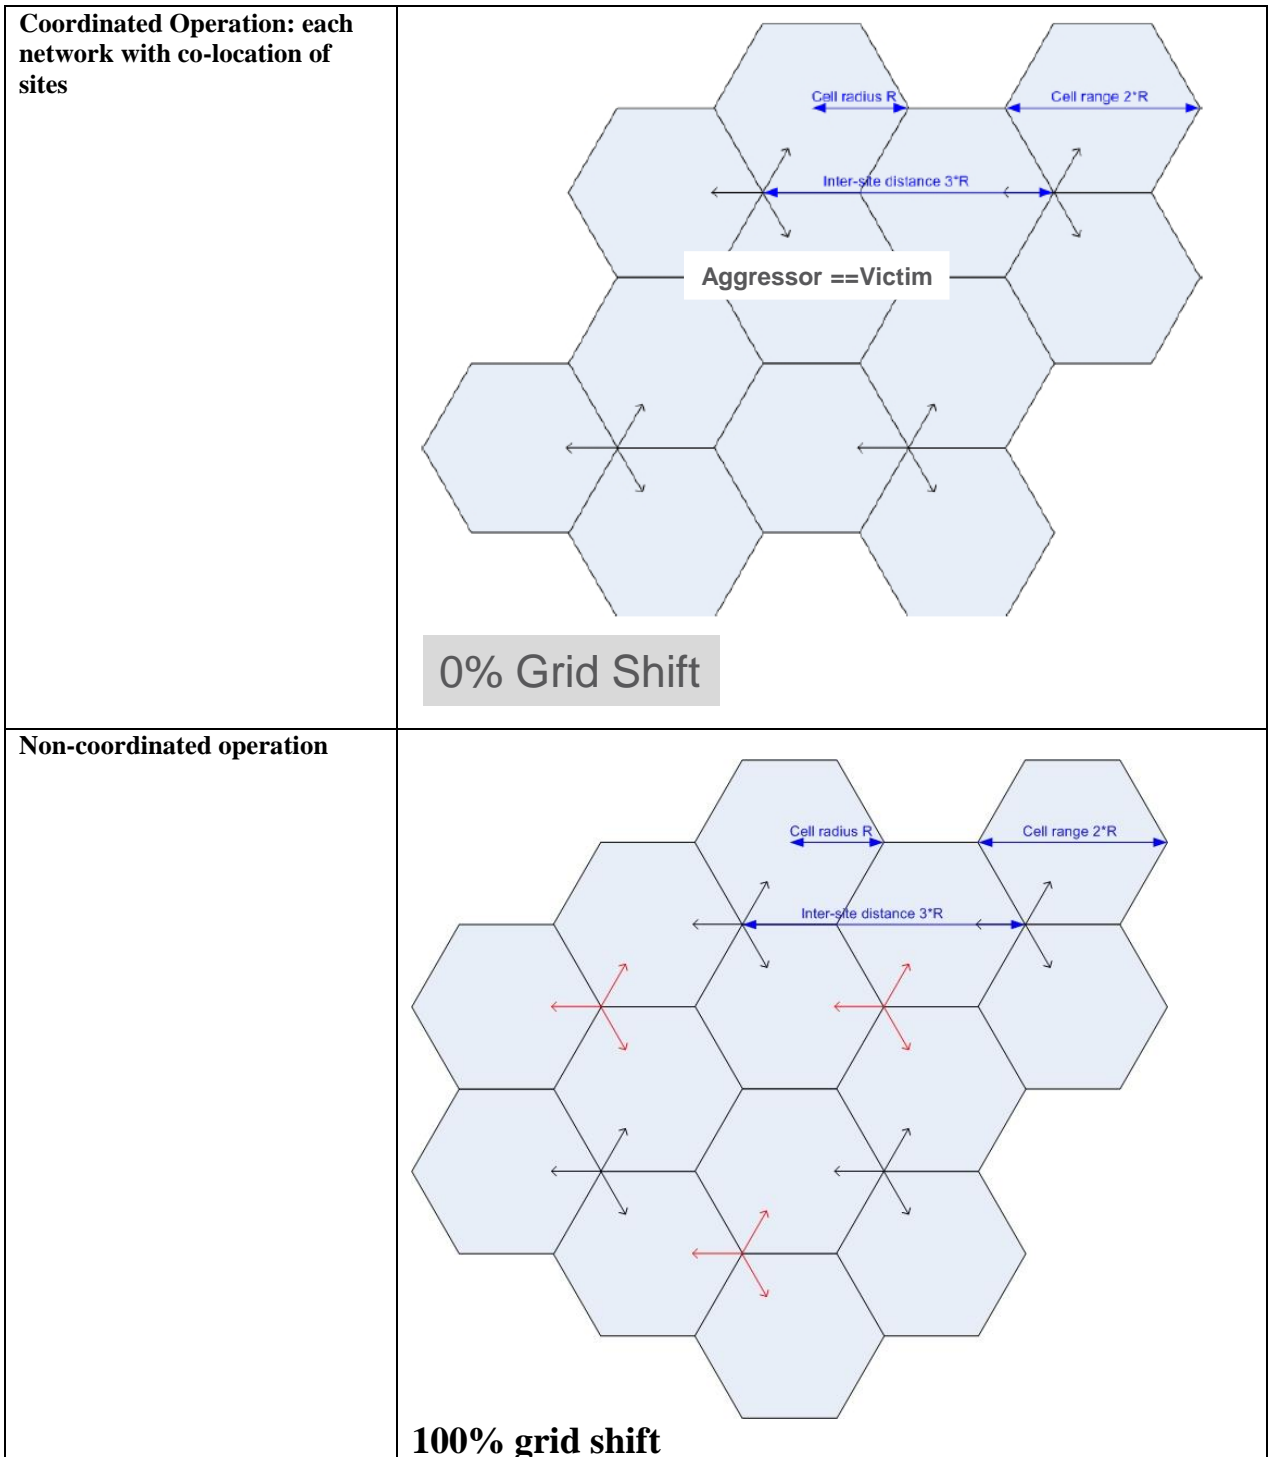 Coordinated Operation: each
network with co-location of
sites
Cell radius R
Cell range 2*R
Inter-site distance 3*R
Aggressor ==Victim
0% Grid Shift
Non-coordinated operation
Cell radius R
Cell range 2*R
Inter-site distance 3*R
100% grid shift